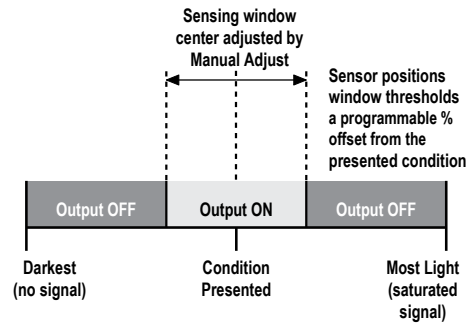 Sensing window
center adjusted by
Manual Adjust
Sensor positions
window thresholds
a programmable %
offset from the
presented condition
Output OFF
Output ON
Output OFF
Darkest
(no signal)
Condition
Presented
Most Light
(saturated
signal)